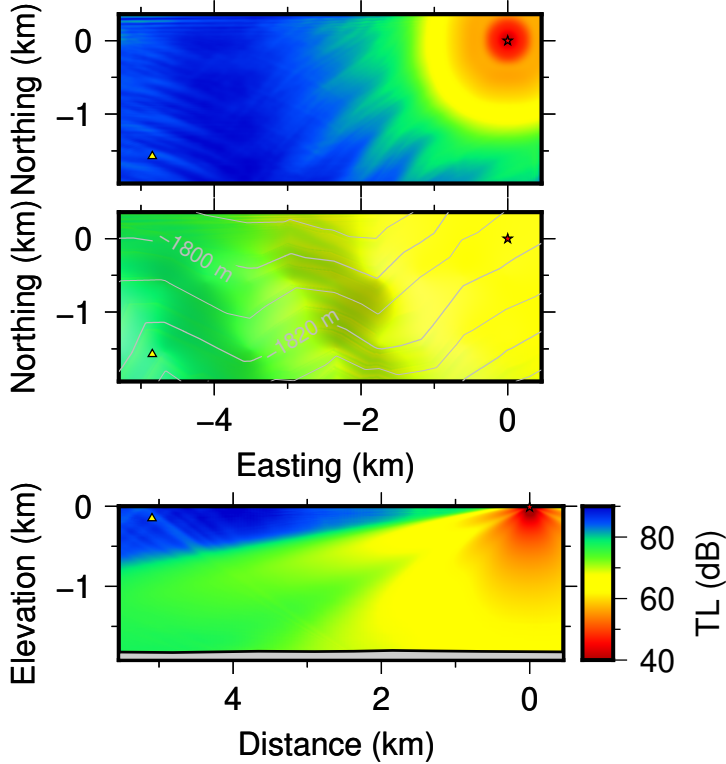 0
−1
Northing (km)
−1800 m
−1820 m
0
−1
Northing (km)
−4
−2
0
Easting (km)
0
−1
Elevation (km)
4
2
0
Distance (km)
80
60
40
TL (dB)